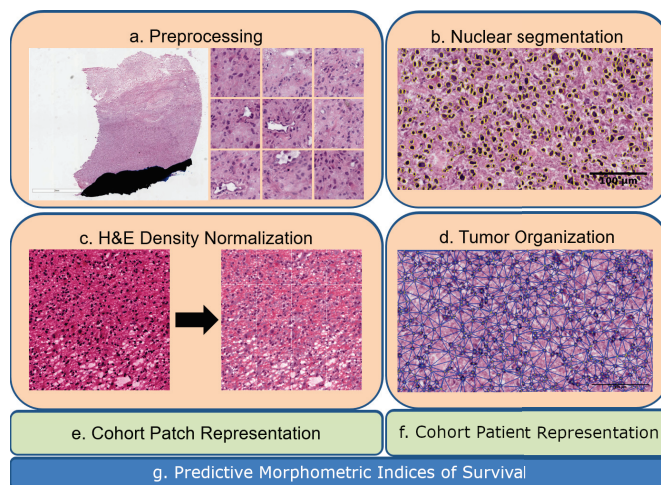 a. Preprocessing
b. Nuclear segmentation
100 µm
c. H&E Density Normalization
d. Tumor Organization
e. Cohort Patch Representation
f. Cohort Patient Representation
g. Predictive Morphometric Indices of Survival